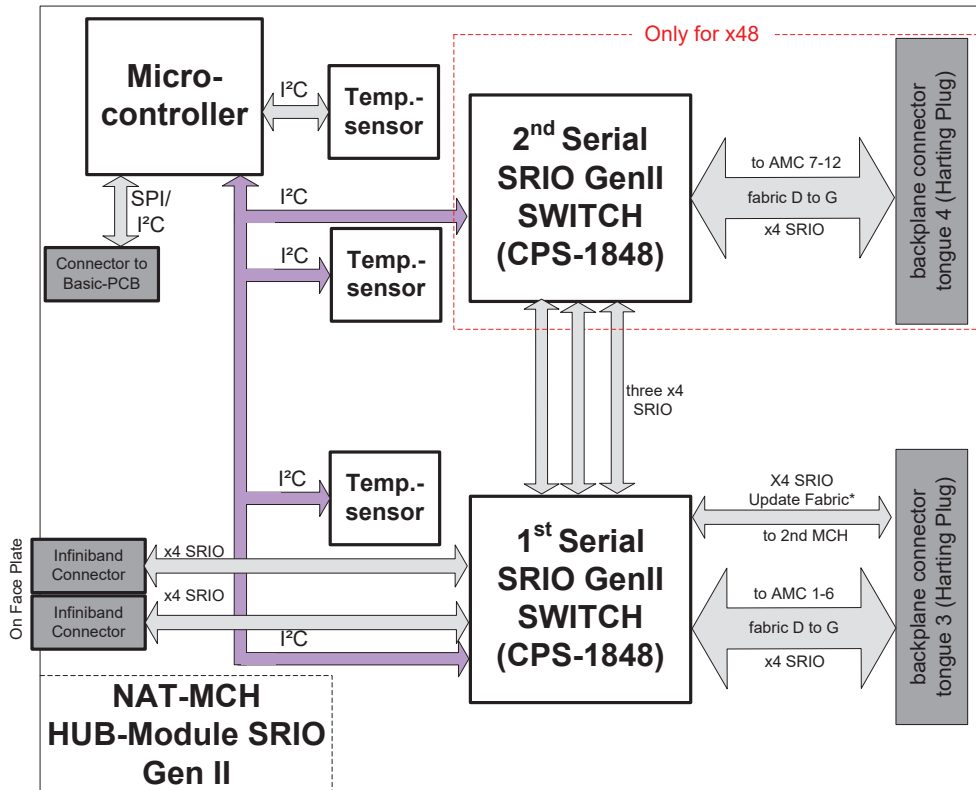 Only for x48
Micro-
controller
I²C
Temp.-
sensor
2nd Serial
SRIO GenII
SWITCH
(CPS-1848)
to AMC 7-12
fabric D to G
x4 SRIO
backplane connector
tongue 4 (Harting Plug)
SPI/
I²C
I²C
I²C
Temp.-
sensor
Connector to
Basic-PCB
three x4
SRIO
I²C
Temp.-
sensor
X4 SRIO
Update Fabric*
to 2nd MCH
1st Serial
SRIO GenII
SWITCH
(CPS-1848)
to AMC 1-6
fabric D to G
x4 SRIO
backplane connector
tongue 3 (Harting Plug)
On Face Plate
Infiniband
Connector
x4 SRIO
Infiniband
Connector
x4 SRIO
I²C
NAT-MCH
HUB-Module SRIO
Gen II